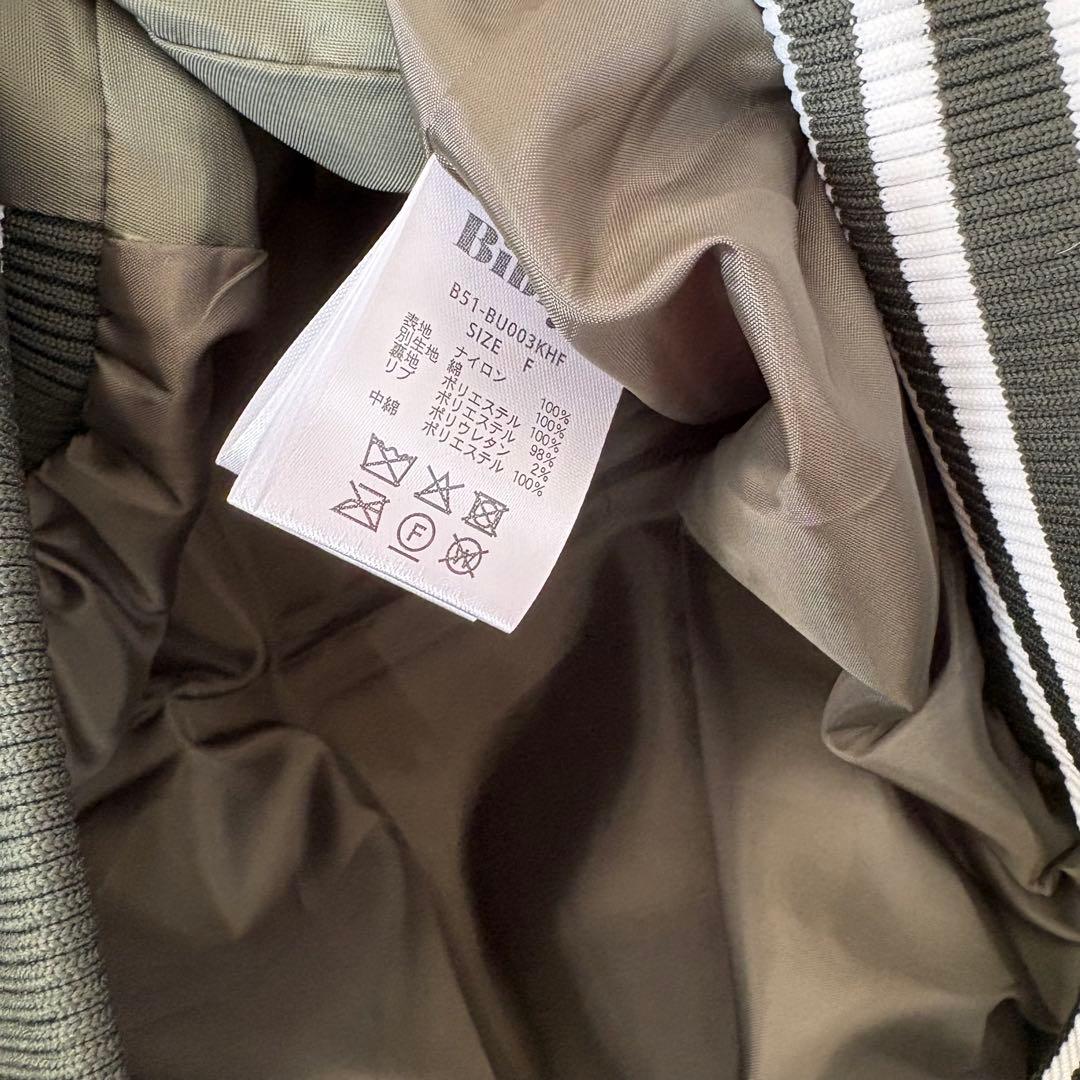 B51-BU003KHF
SIZE F
表地 ナイロン 100%
別生地 綿 100%
裏地 ポリエステル 100%
リブ ポリエステル 98%
ポリウレタン 2%
中綿 ポリエステル 100%
F W